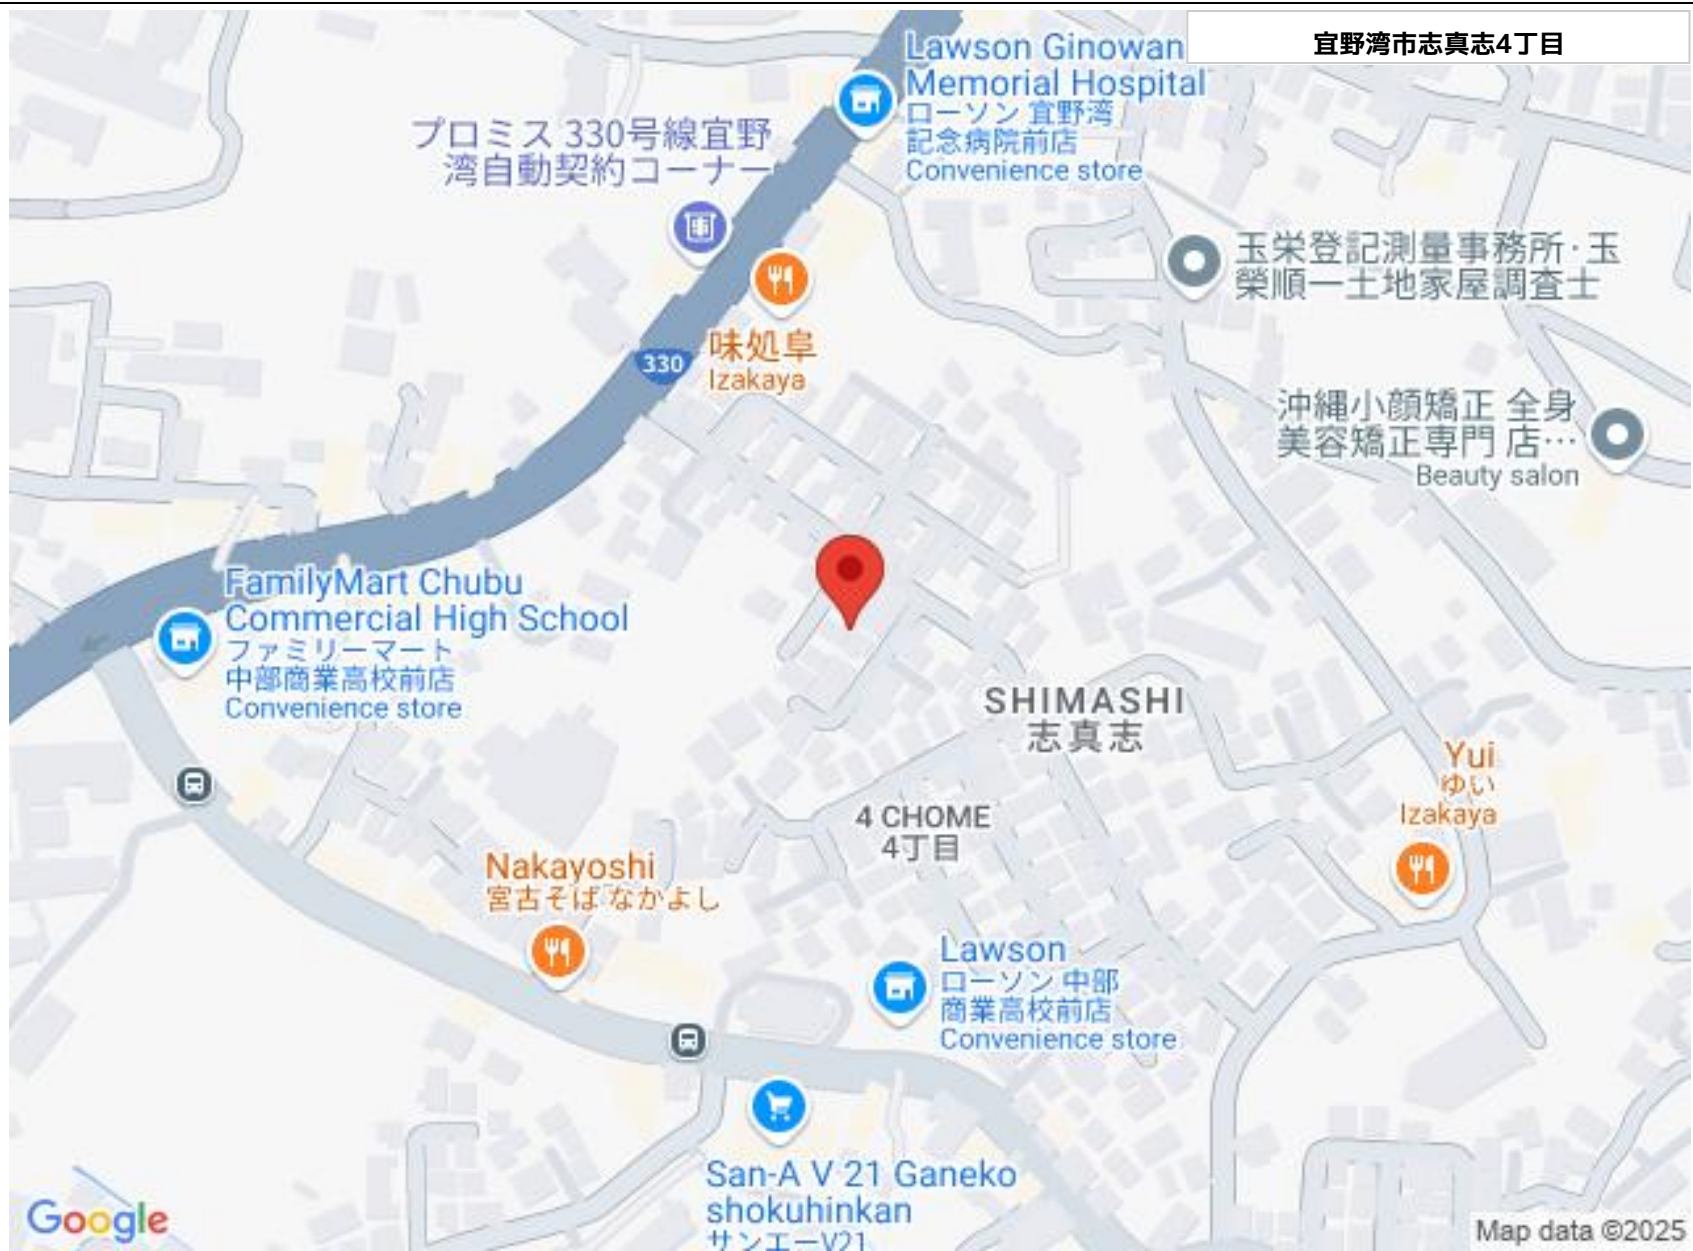 宜野湾市志真志4丁目
Lawson Ginowan
Memorial Hospital
ローソン 宜野湾
記念病院前店
Convenience store
プロミス 330号線宜野
湾自動契約コーナー
玉栄登記測量事務所·玉
榮順一土地家屋調査士
味処阜
Izakaya
330
沖縄小顔矯正 全身
美容矯正専門 店…
Beauty salon
FamilyMart Chubu
Commercial High School
ファミリーマート
中部商業高校前店
Convenience store
SHIMASHI
志真志
Yui
ゆい
Izakaya
4 CHOME
4丁目
Nakayoshi
宮古そば なかよし
Lawson
ローソン 中部
商業高校前店
Convenience store
San-A V 21 Ganeko
shokuhinkan
サンエーV21
Google
Map data ©2025